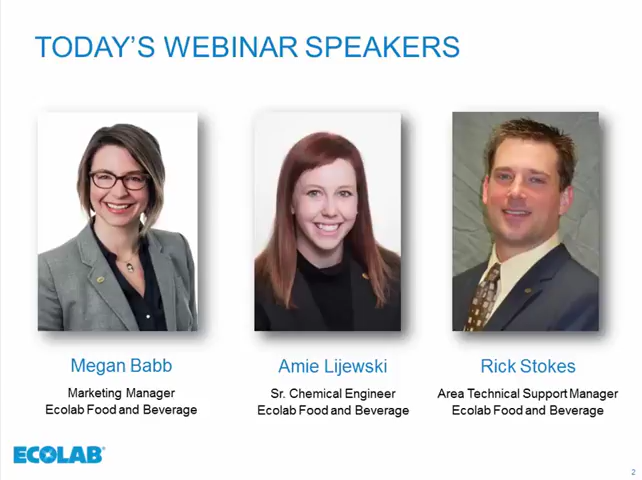 TODAY'S WEBINAR SPEAKERS
Megan Babb
Marketing Manager
Ecolab Food and Beverage
Amie Lijewski
Sr. Chemical Engineer
Ecolab Food and Beverage
Rick Stokes
Area Technical Support Manager
Ecolab Food and Beverage
ECOLAB®
2